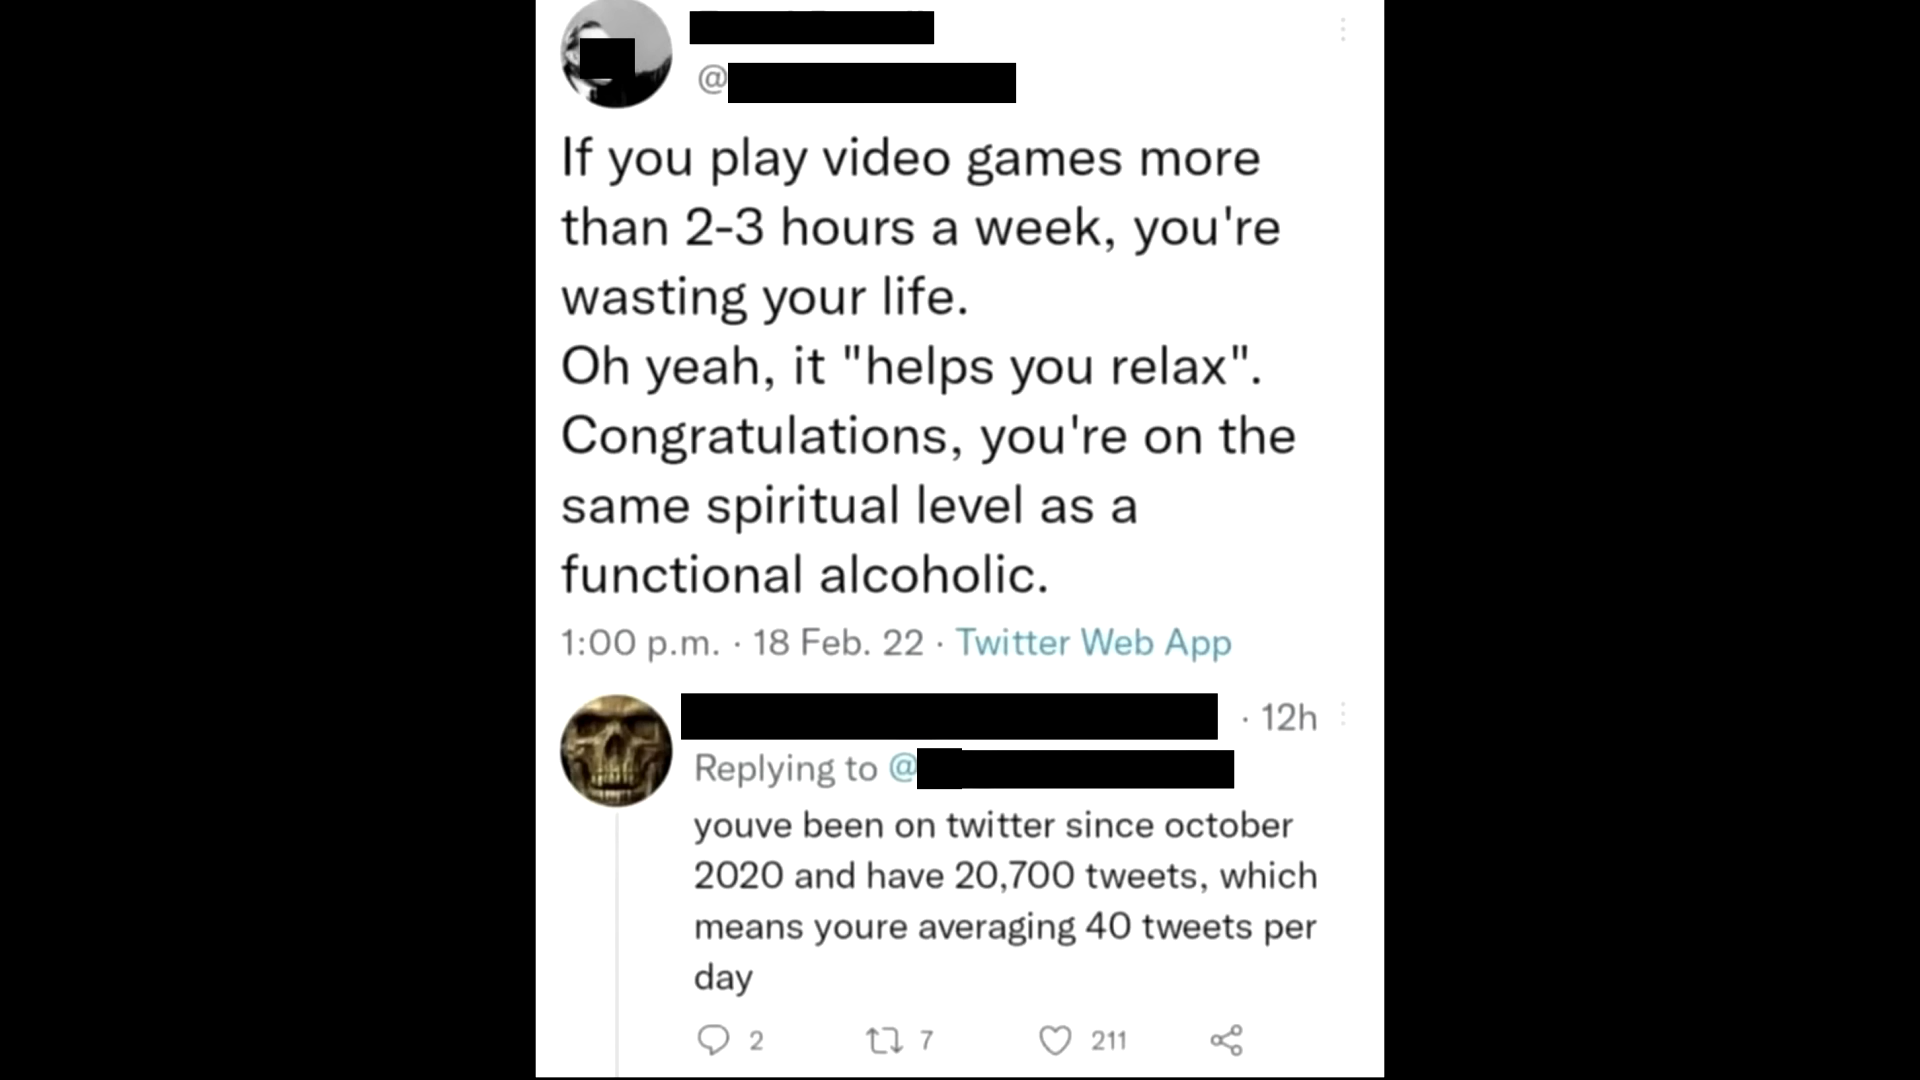 @
If you play video games more
than 2-3 hours a week, you're
wasting your life.
Oh yeah, it "helps you relax".
Congratulations, you're on the
same spiritual level as a
functional alcoholic.
1:00 p.m. · 18 Feb. 22 · Twitter Web App
· 12h
Replying to @
youve been on twitter since october
2020 and have 20,700 tweets, which
means youre averaging 40 tweets per
day
2 7 211